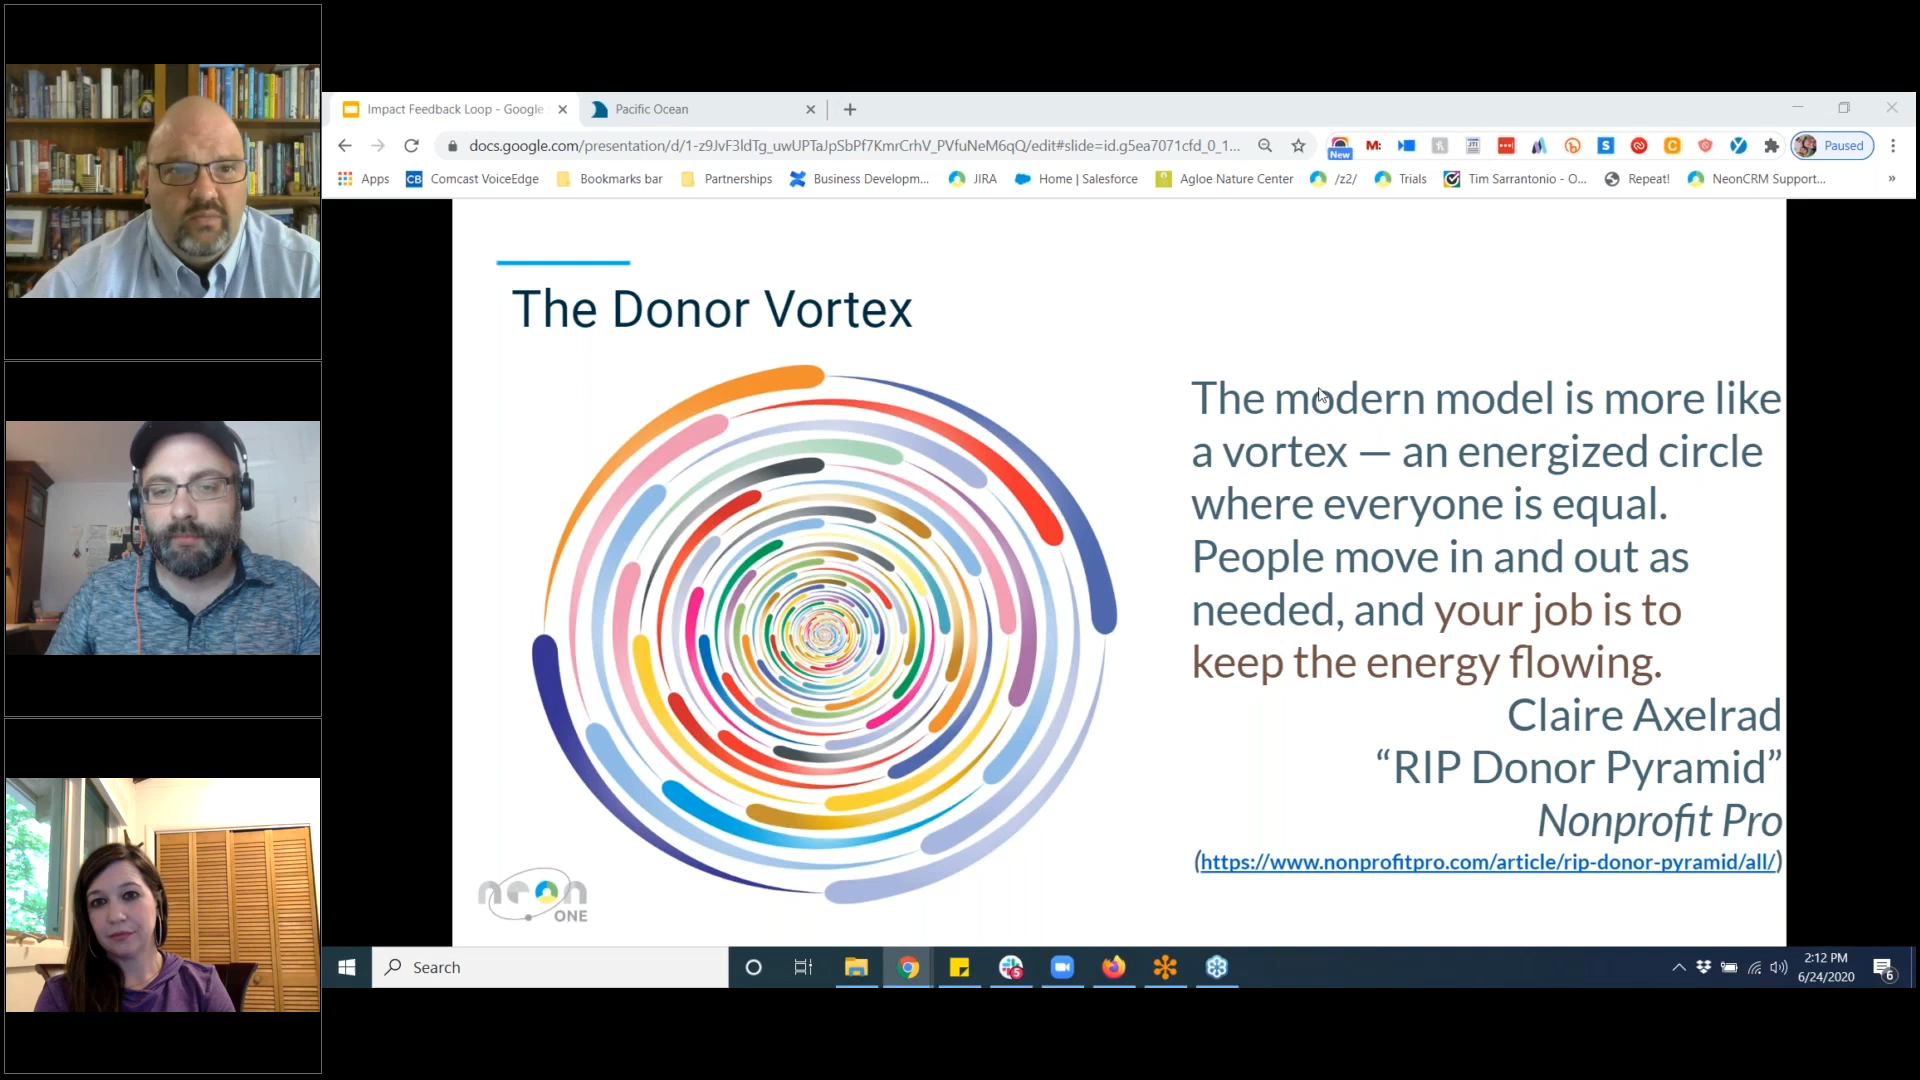 Impact Feedback Loop - Google
Pacific Ocean
docs.google.com/presentation/d/1-z9JvF3ldTg_uwUPTaJpSbPf7KmrCrhV_PVfuNeM6qQ/edit#slide=id.g5ea7071cfd_0_1...
New
M:
S
C
Paused
Apps
CB Comcast VoiceEdge
Bookmarks bar
Partnerships
Business Developm...
JIRA
Home | Salesforce
Agloe Nature Center
/z2/
Trials
Tim Sarrantonio - O...
Repeat!
NeonCRM Support...
»
The Donor Vortex
The modern model is more like
a vortex — an energized circle
where everyone is equal.
People move in and out as
needed, and your job is to
keep the energy flowing.
Claire Axelrad
“RIP Donor Pyramid”
Nonprofit Pro
(https://www.nonprofitpro.com/article/rip-donor-pyramid/all/)
neon
ONE
Search
5
2:12 PM
6/24/2020
6